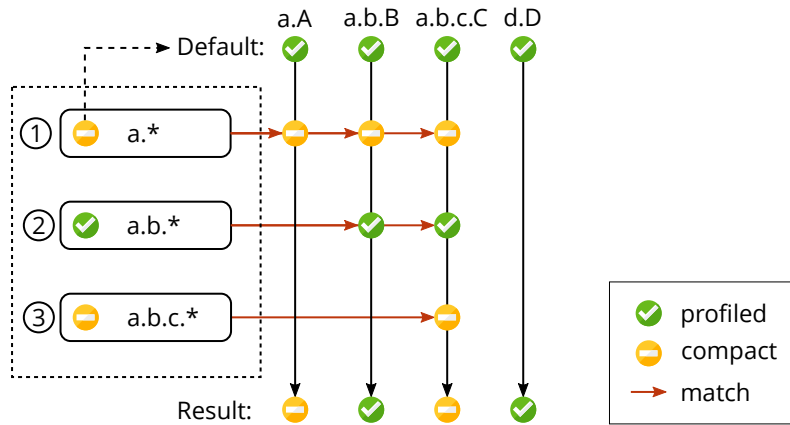 a.A a.b.B a.b.c.C d.D
Default:
1 a.*
2 a.b.*
3 a.b.c.*
profiled
compact
match
Result: